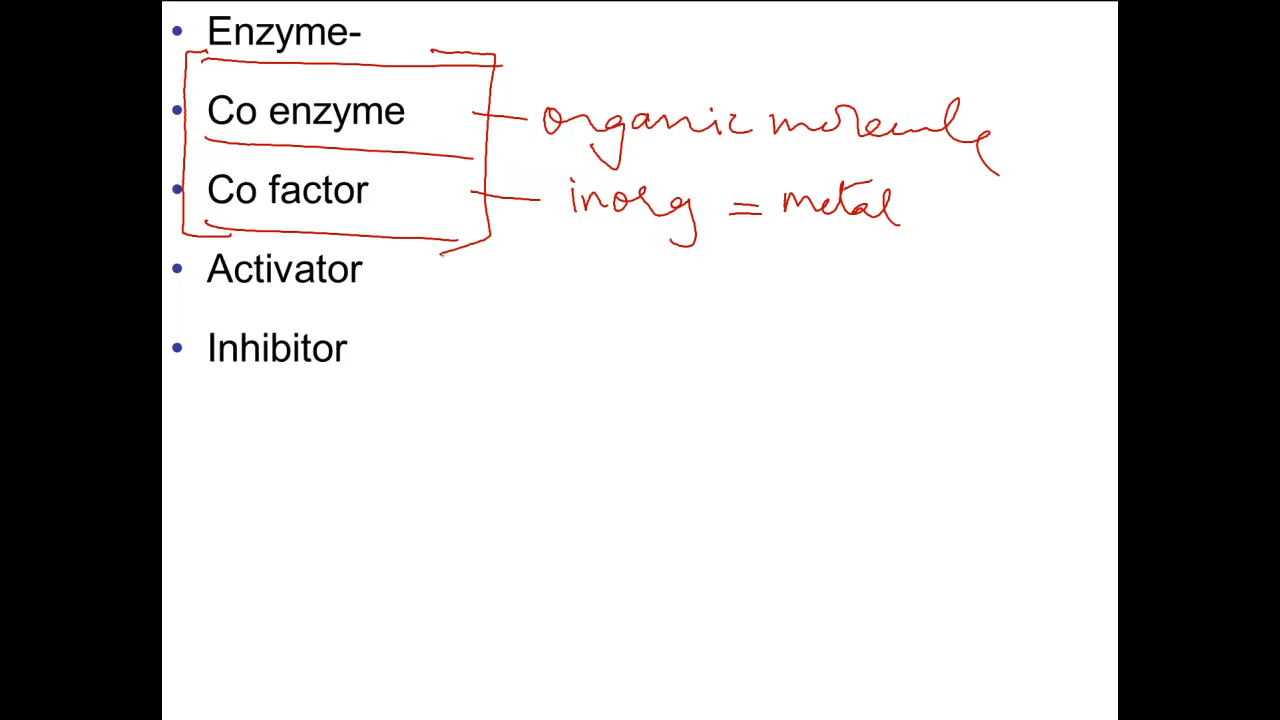 • Enzyme-
• Co enzyme — organic molecule
• Co factor — inorg = metal
• Activator
• Inhibitor